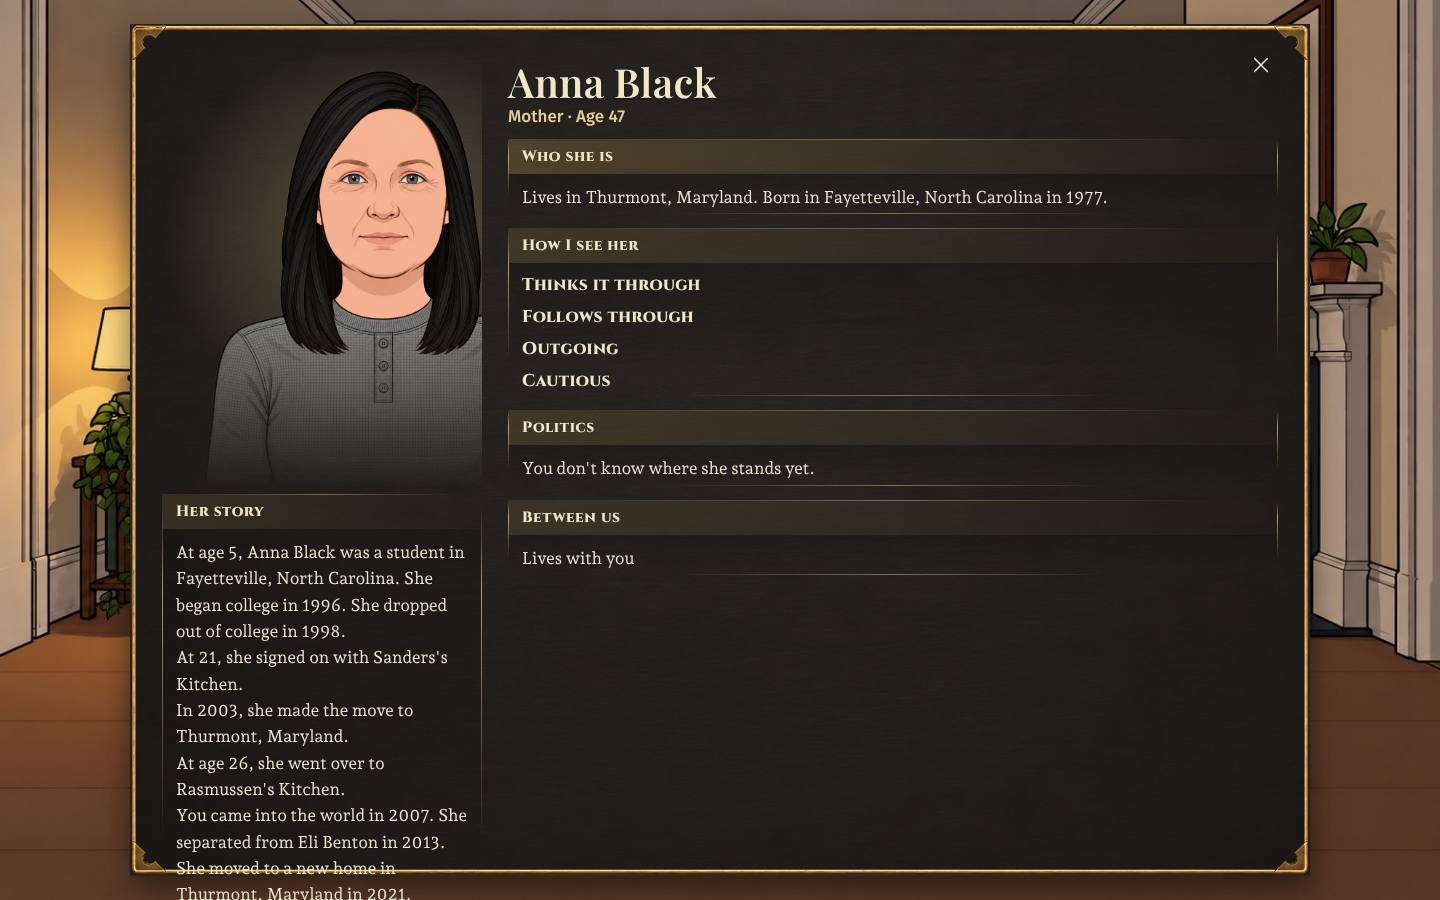 Anna Black
Mother · Age 47
Who she is
Lives in Thurmont, Maryland. Born in Fayetteville, North Carolina in 1977.
How I see her
Thinks it through
Follows through
Outgoing
Cautious
Politics
You don't know where she stands yet.
Between us
Lives with you
Her story
At age 5, Anna Black was a student in
Fayetteville, North Carolina. She
began college in 1996. She dropped
out of college in 1998.
At 21, she signed on with Sanders's
Kitchen.
In 2003, she made the move to
Thurmont, Maryland.
At age 26, she went over to
Rasmussen's Kitchen.
You came into the world in 2007. She
separated from Eli Benton in 2013.
She moved to a new home in
Thurmont, Maryland in 2021.